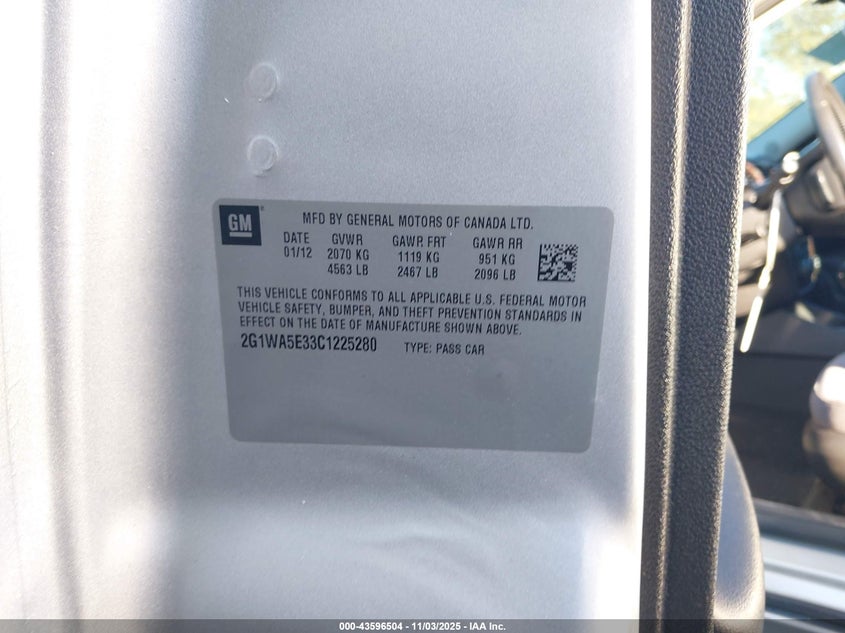 GM
MFD BY GENERAL MOTORS OF CANADA LTD.
DATE GVWR GAWR FRT GAWR RR
01/12 2070 KG 1119 KG 951 KG
4563 LB 2467 LB 2096 LB
THIS VEHICLE CONFORMS TO ALL APPLICABLE U.S. FEDERAL MOTOR
VEHICLE SAFETY, BUMPER, AND THEFT PREVENTION STANDARDS IN
EFFECT ON THE DATE OF MANUFACTURE SHOWN ABOVE.
2G1WA5E33C1225280 TYPE: PASS CAR
000-43596504 - 11/03/2025 - IAA Inc.